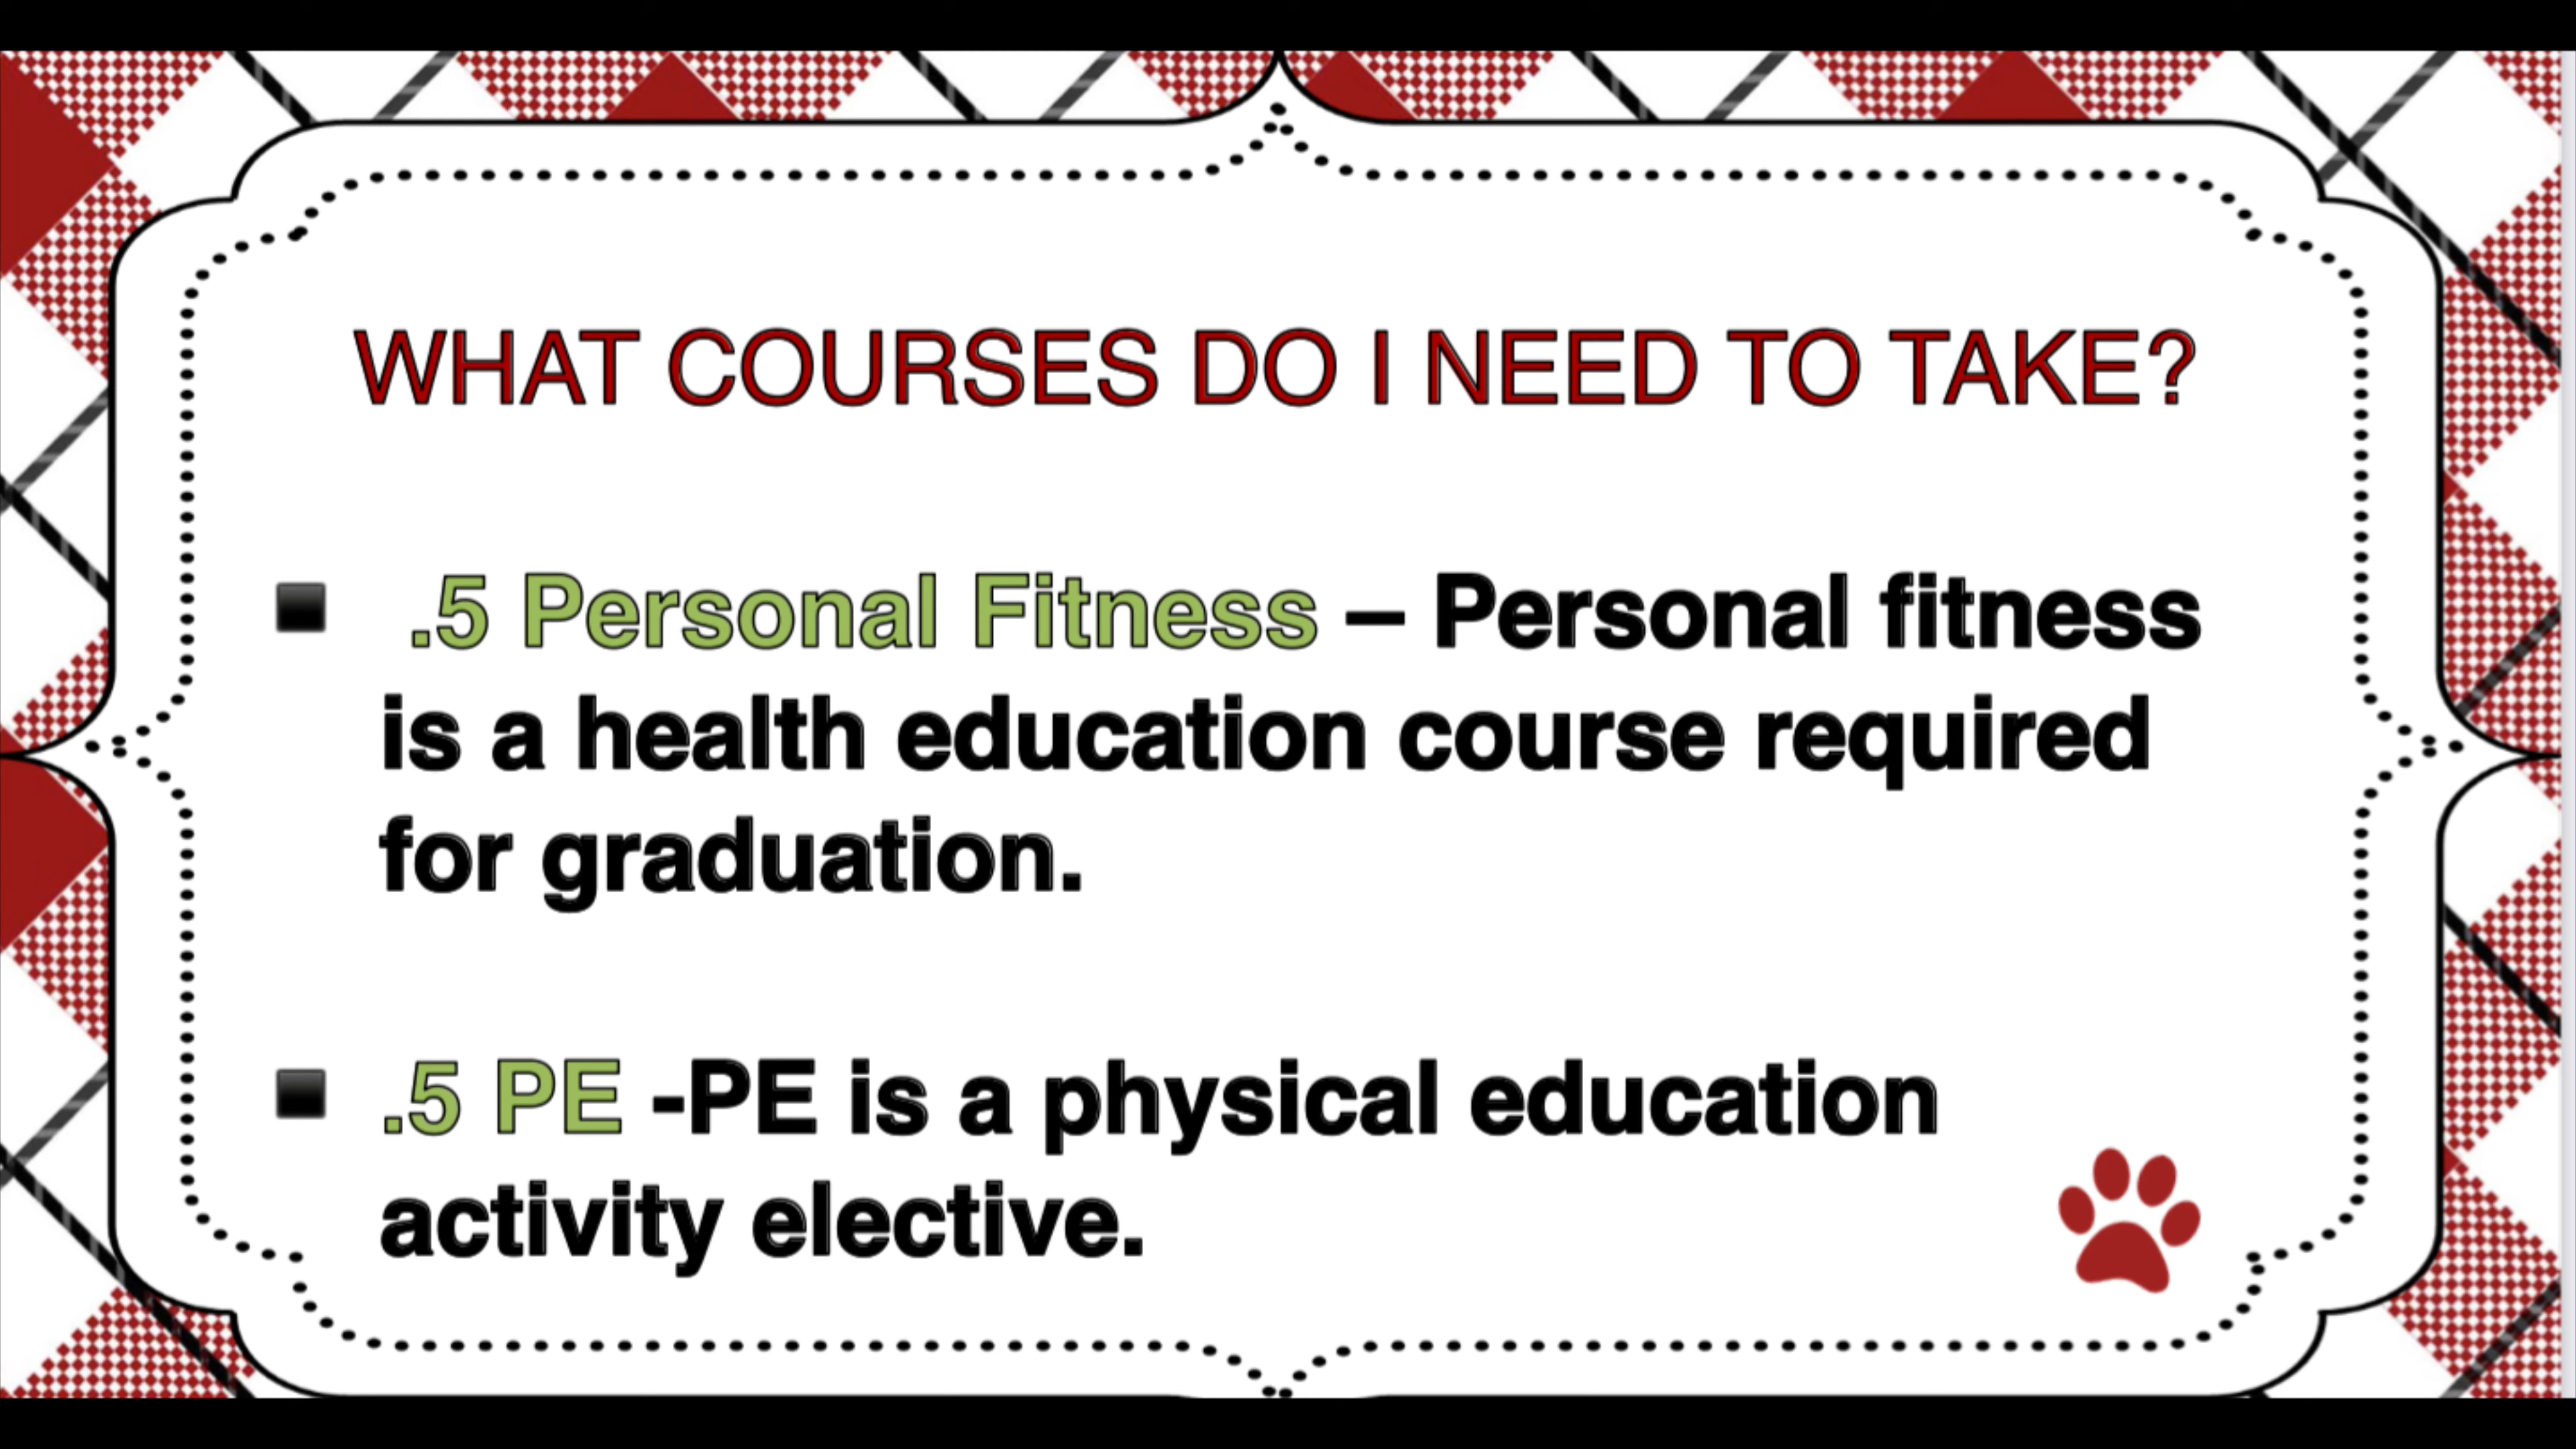 WHAT COURSES DO I NEED TO TAKE?
.5 Personal Fitness – Personal fitness
is a health education course required
for graduation.
.5 PE -PE is a physical education
activity elective.